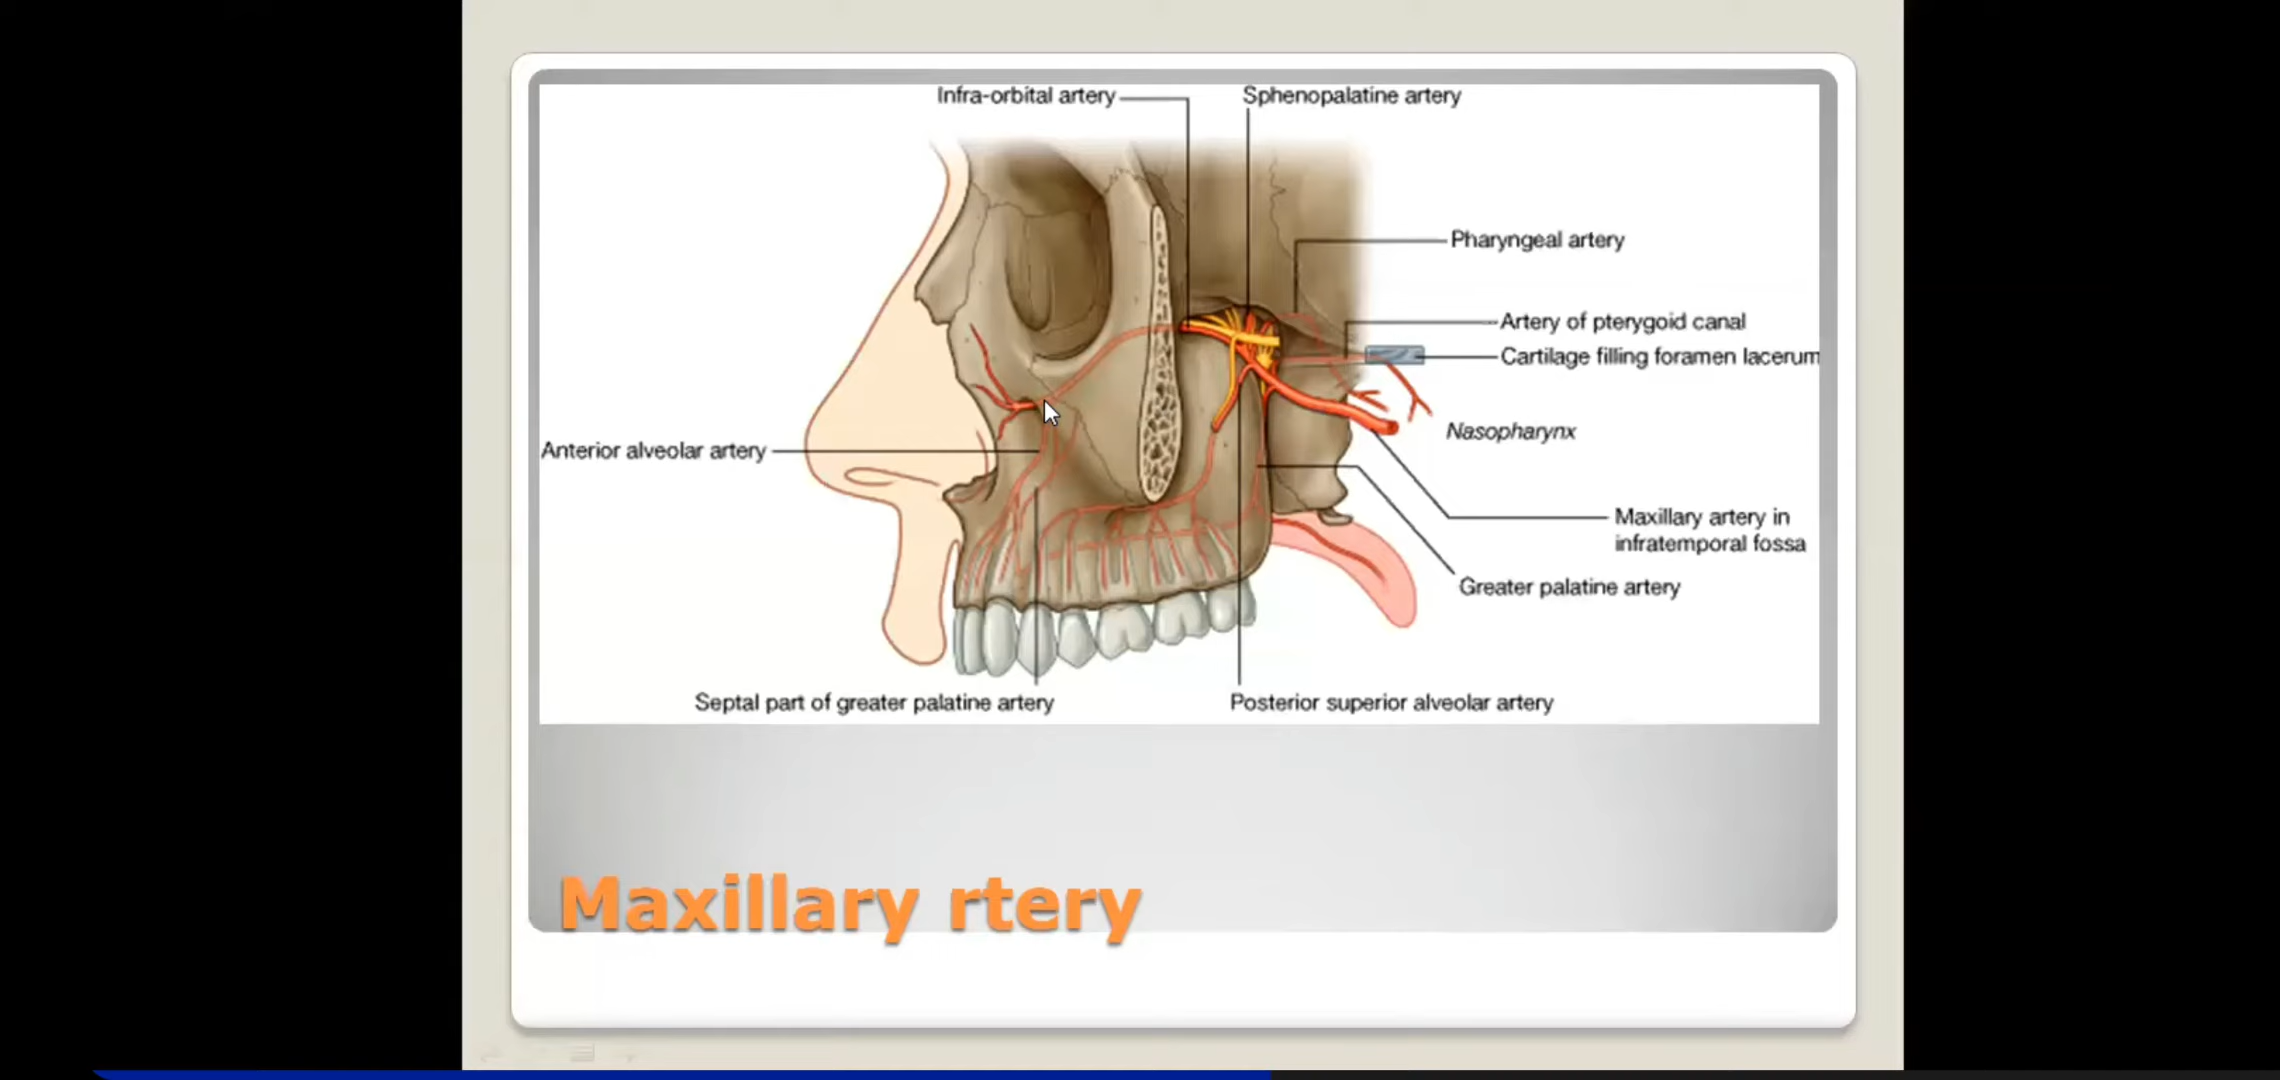 Infra-orbital artery
Sphenopalatine artery
Pharyngeal artery
Artery of pterygoid canal
Cartilage filling foramen lacerum
Nasopharynx
Anterior alveolar artery
Maxillary artery in
infratemporal fossa
Greater palatine artery
Septal part of greater palatine artery
Posterior superior alveolar artery
Maxillary rtery